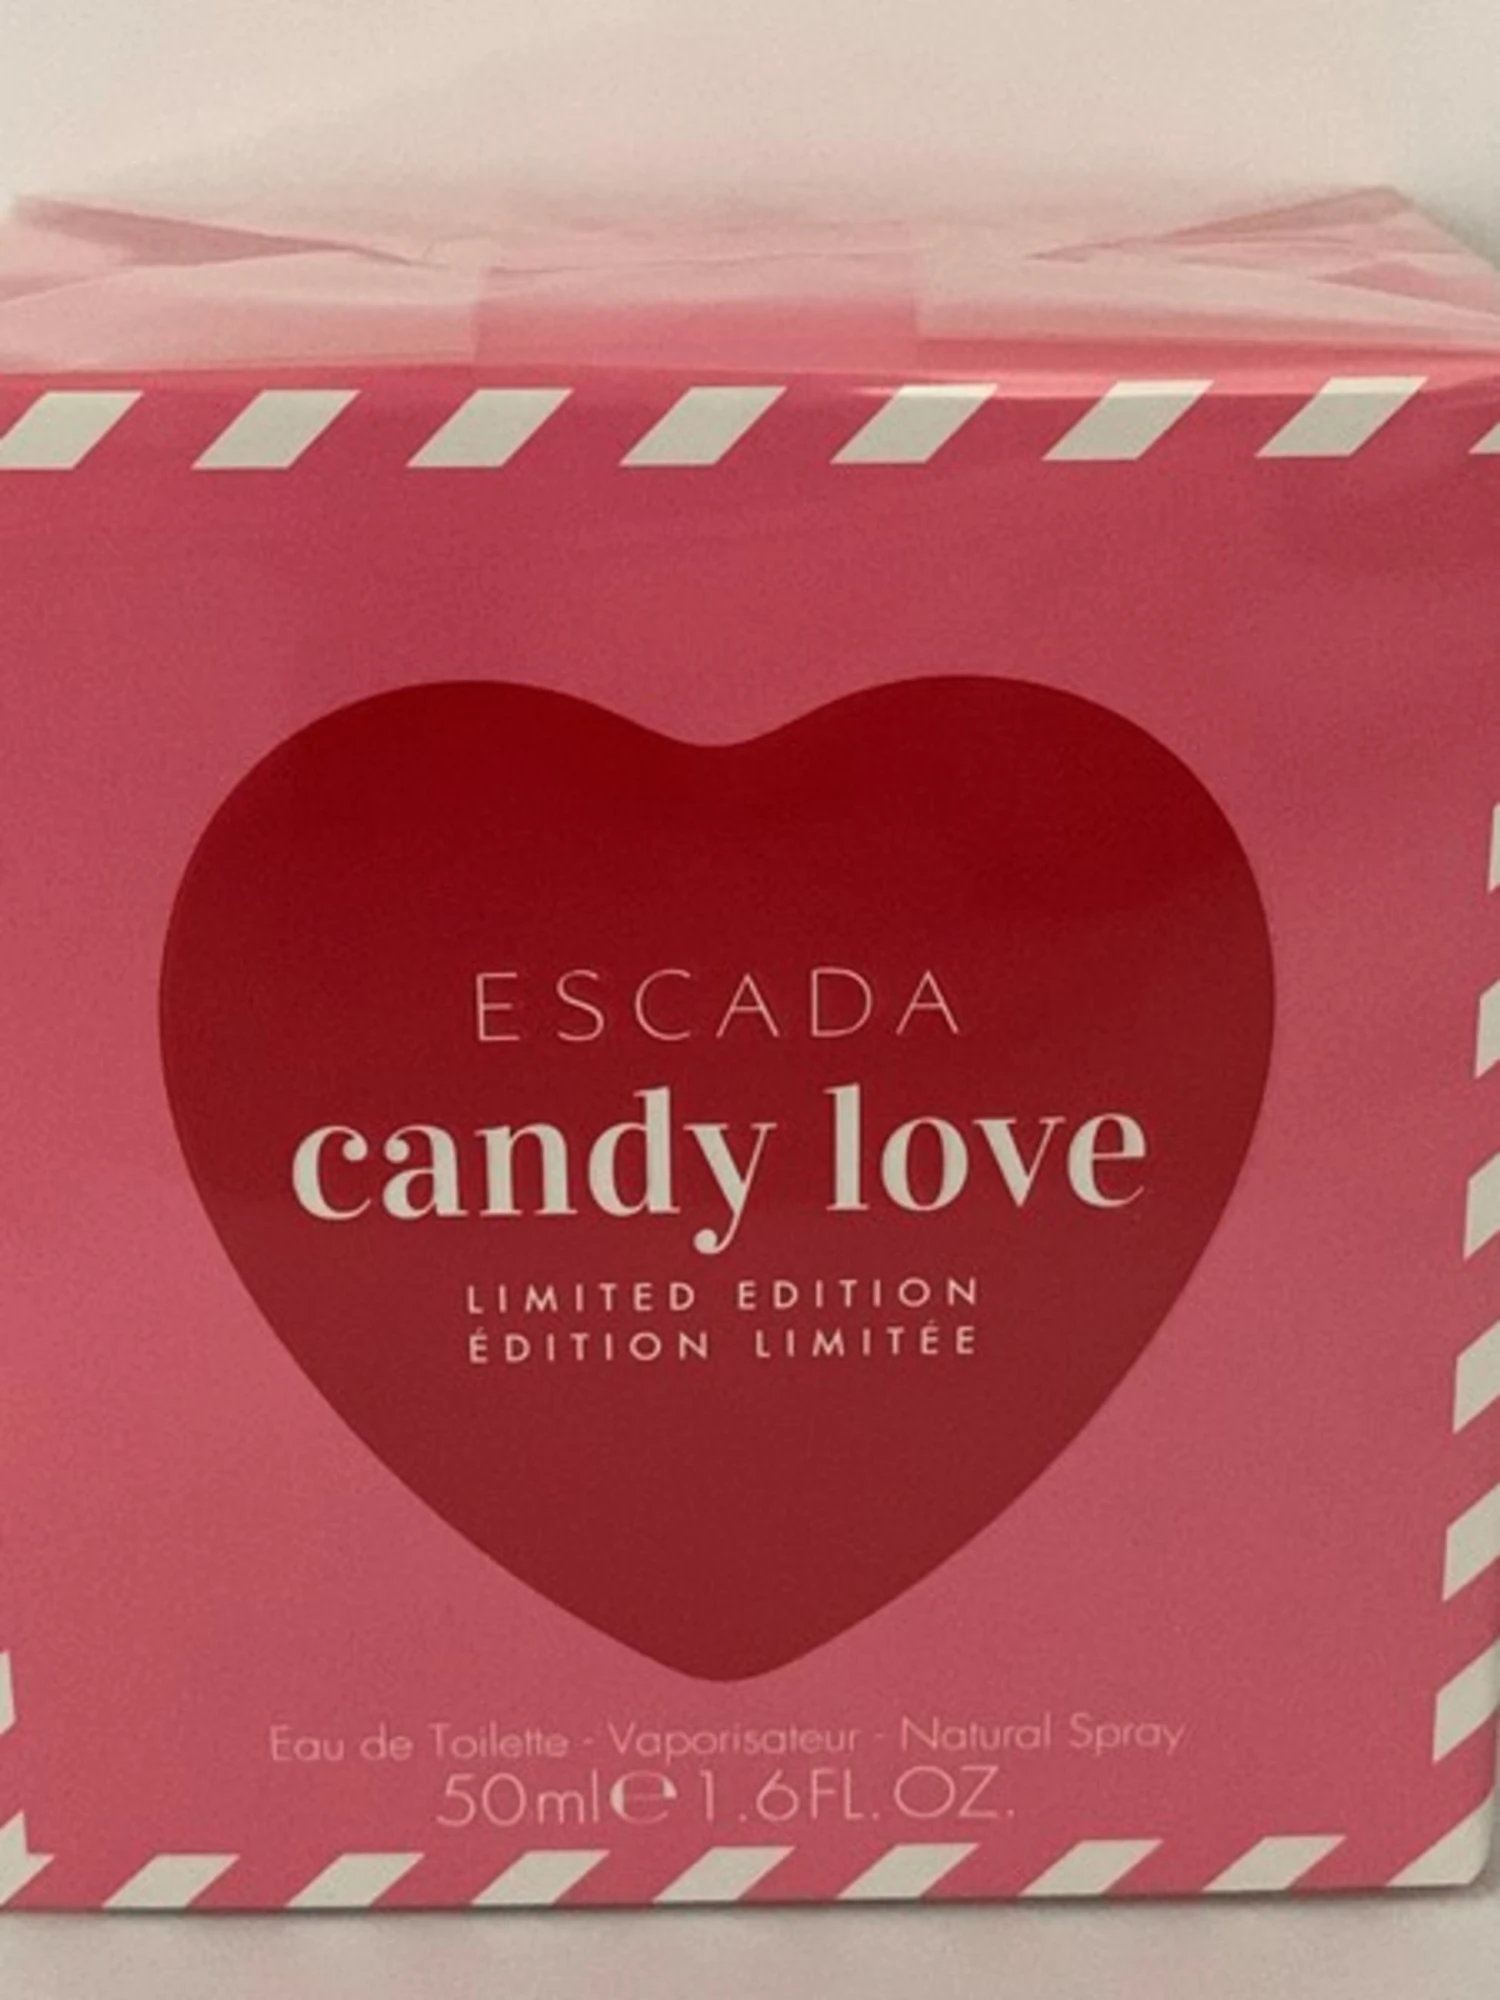 ESCADA
candy love
LIMITED EDITION
ÉDITION LIMITÉE
Eau de Toilette - Vaporisateur - Natural Spray
50ml℮1.6FL.OZ.